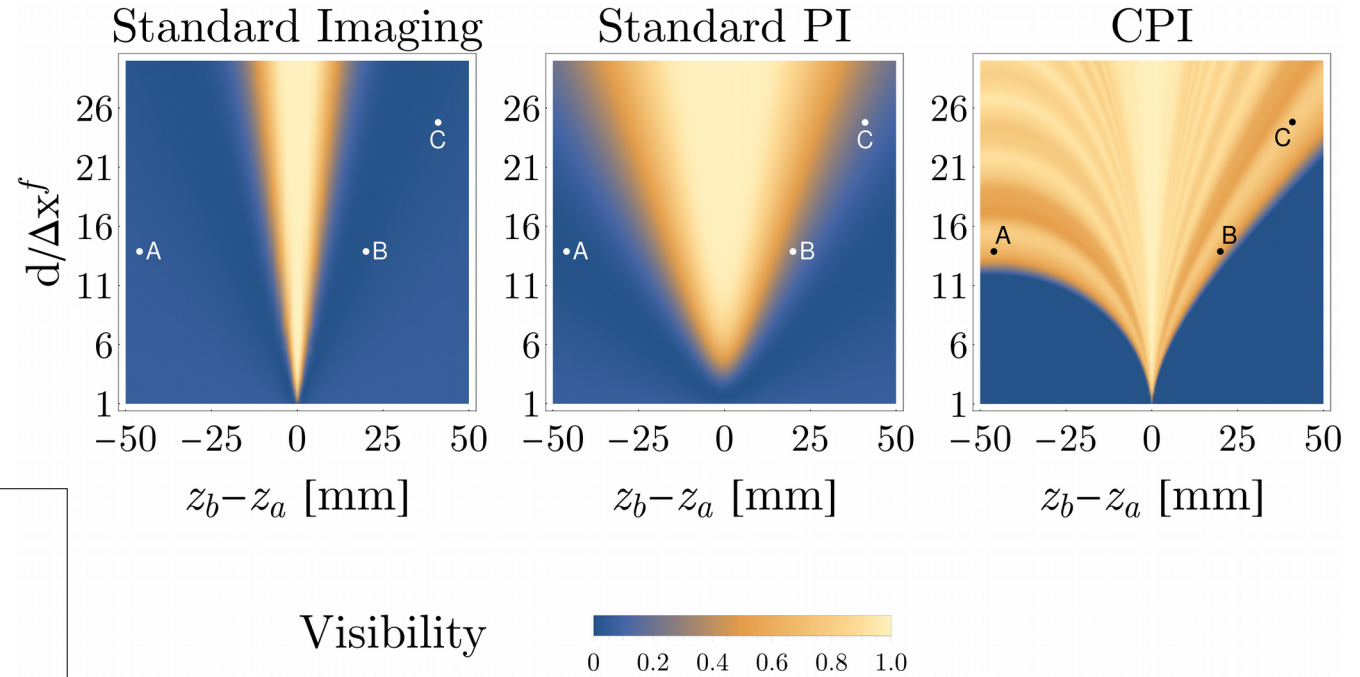 Standard Imaging
Standard PI
CPI
d/Δx^f
26
21
16
11
6
1
A
B
C
−50 −25 0 25 50
z_b−z_a [mm]
26
21
16
11
6
1
A
B
C
−50 −25 0 25 50
z_b−z_a [mm]
26
21
16
11
6
1
A
B
C
−50 −25 0 25 50
z_b−z_a [mm]
Visibility
0 0.2 0.4 0.6 0.8 1.0